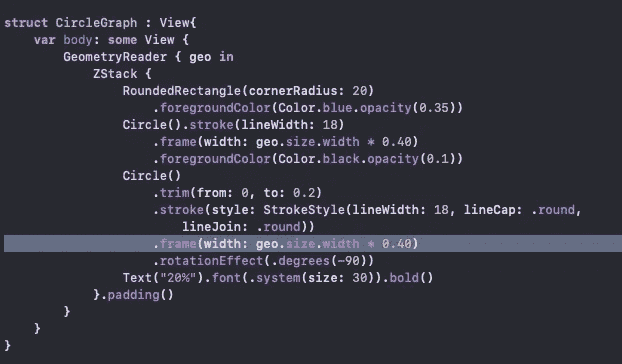 struct CircleGraph : View{
    var body: some View {
        GeometryReader { geo in
            ZStack {
                RoundedRectangle(cornerRadius: 20)
                    .foregroundColor(Color.blue.opacity(0.35))
                Circle().stroke(lineWidth: 18)
                    .frame(width: geo.size.width * 0.40)
                    .foregroundColor(Color.black.opacity(0.1))
                Circle()
                    .trim(from: 0, to: 0.2)
                    .stroke(style: StrokeStyle(lineWidth: 18, lineCap: .round,
                        lineJoin: .round))
                    .frame(width: geo.size.width * 0.40)
                    .rotationEffect(.degrees(-90))
                Text("20%").font(.system(size: 30)).bold()
            }.padding()
        }
    }
}